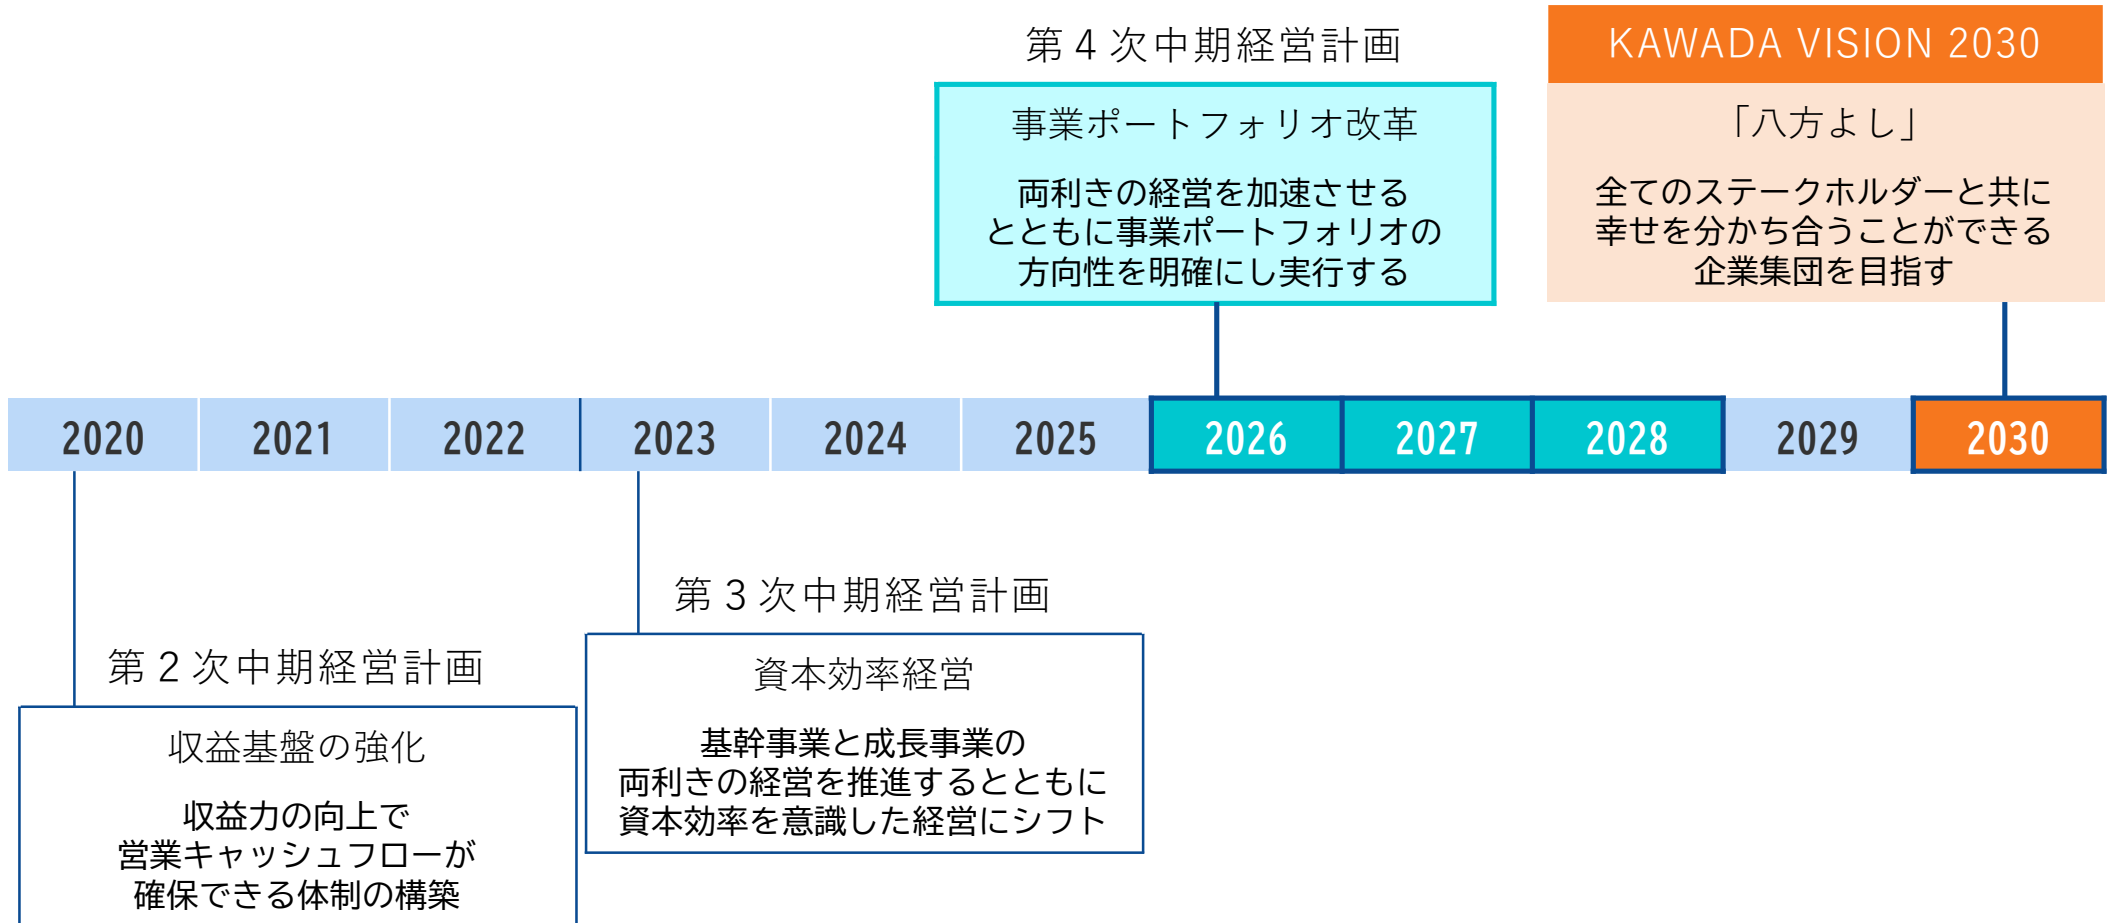 第４次中期経営計画
事業ポートフォリオ改革
両利きの経営を加速させる
とともに事業ポートフォリオの
方向性を明確にし実行する
KAWADA VISION 2030
「八方よし」
全てのステークホルダーと共に
幸せを分かち合うことができる
企業集団を目指す
2020 2021 2022 2023 2024 2025 2026 2027 2028 2029 2030
第２次中期経営計画
収益基盤の強化
収益力の向上で
営業キャッシュフローが
確保できる体制の構築
第３次中期経営計画
資本効率経営
基幹事業と成長事業の
両利きの経営を推進するとともに
資本効率を意識した経営にシフト